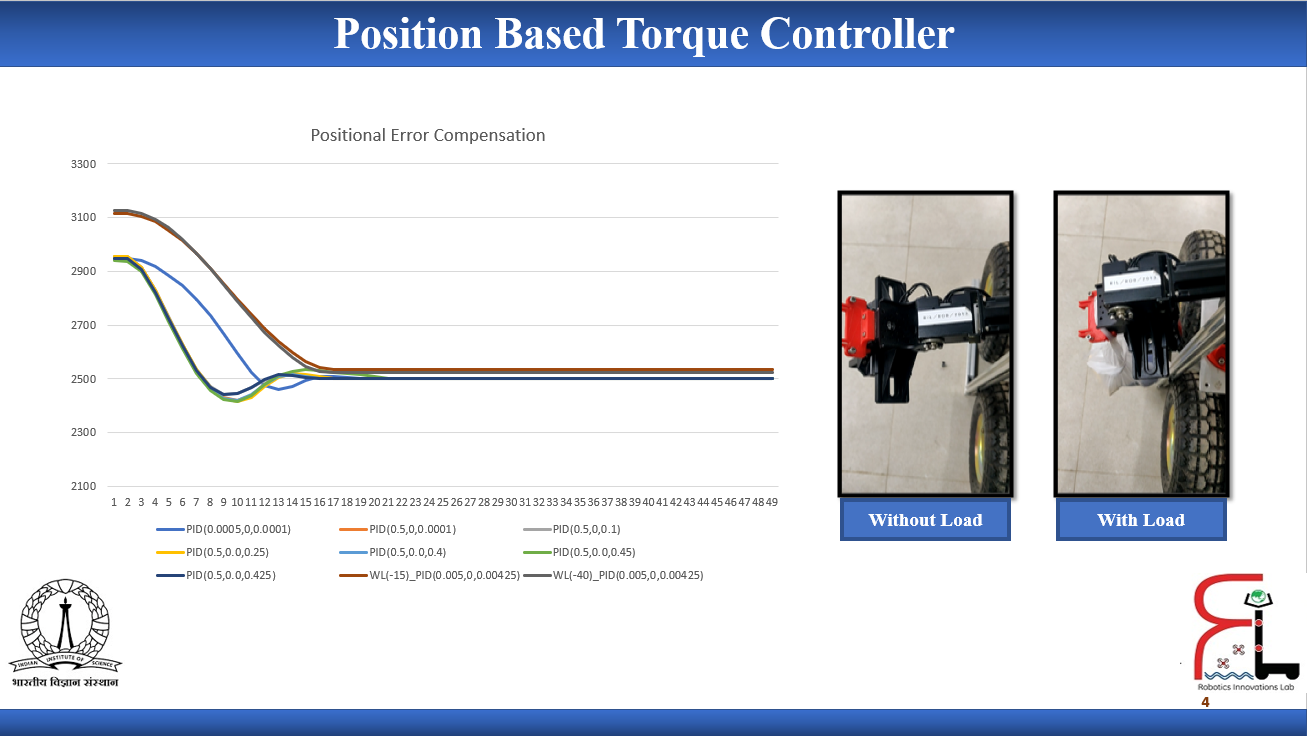 Position Based Torque Controller
Positional Error Compensation
3300
3100
2900
2700
2500
2300
2100
1 2 3 4 5 6 7 8 9 10 11 12 13 14 15 16 17 18 19 20 21 22 23 24 25 26 27 28 29 30 31 32 33 34 35 36 37 38 39 40 41 42 43 44 45 46 47 48 49
PID(0.0005,0,0.0001) PID(0.5,0,0.0001) PID(0.5,0,0.1)
PID(0.5,0.0,0.25) PID(0.5,0.0,0.4) PID(0.5,0.0,0.45)
PID(0.5,0.0,0.425) WL(-15)_PID(0.005,0,0.00425) WL(-40)_PID(0.005,0,0.00425)
Without Load
With Load
INDIAN INSTITUTE OF SCIENCE
भारतीय विज्ञान संस्थान
Robotics Innovations Lab
4